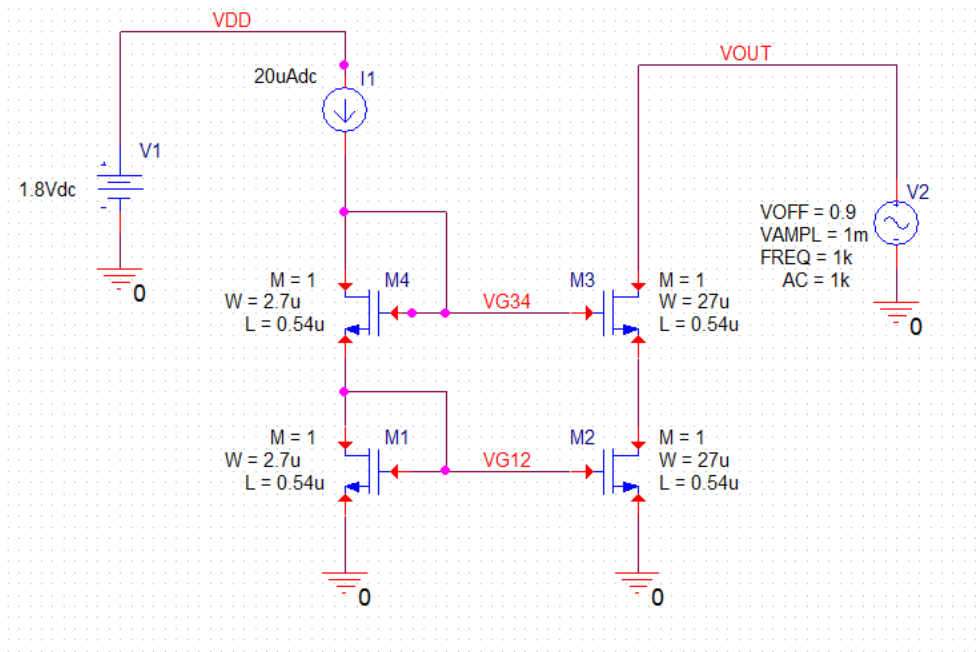 VDD
20uAdc
I1
VOUT
V1
1.8Vdc
0
V2
VOFF = 0.9
VAMPL = 1m
FREQ = 1k
AC = 1k
0
M = 1
W = 2.7u
L = 0.54u
M4
VG34
M3
M = 1
W = 27u
L = 0.54u
M = 1
W = 2.7u
L = 0.54u
M1
VG12
M2
M = 1
W = 27u
L = 0.54u
0
0